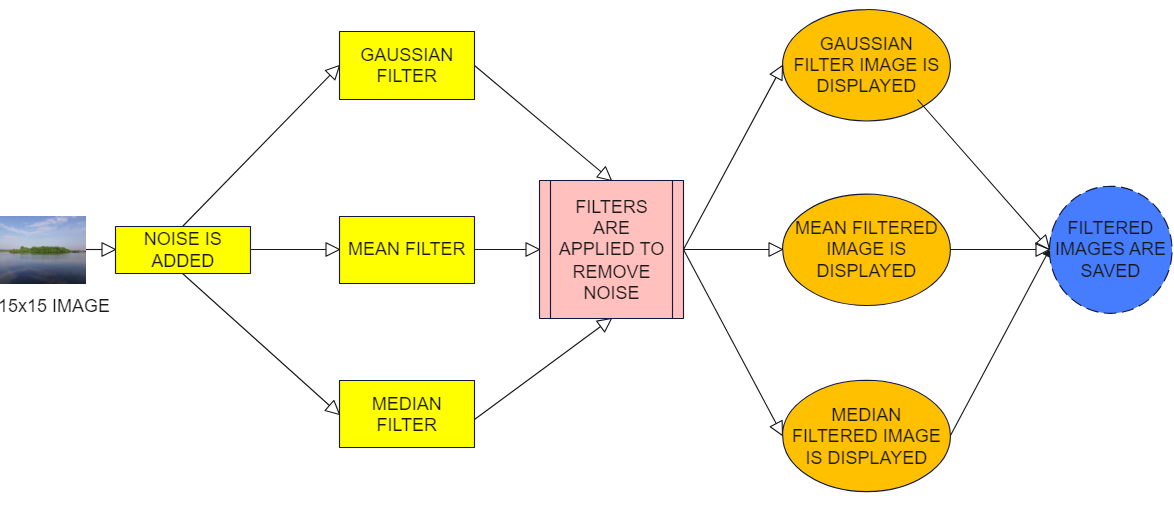 15x15 IMAGE
NOISE IS
ADDED
GAUSSIAN
FILTER
MEAN FILTER
MEDIAN
FILTER
FILTERS
ARE
APPLIED TO
REMOVE
NOISE
GAUSSIAN
FILTER IMAGE IS
DISPLAYED
MEAN FILTERED
IMAGE IS
DISPLAYED
MEDIAN
FILTERED IMAGE
IS DISPLAYED
FILTERED
IMAGES ARE
SAVED